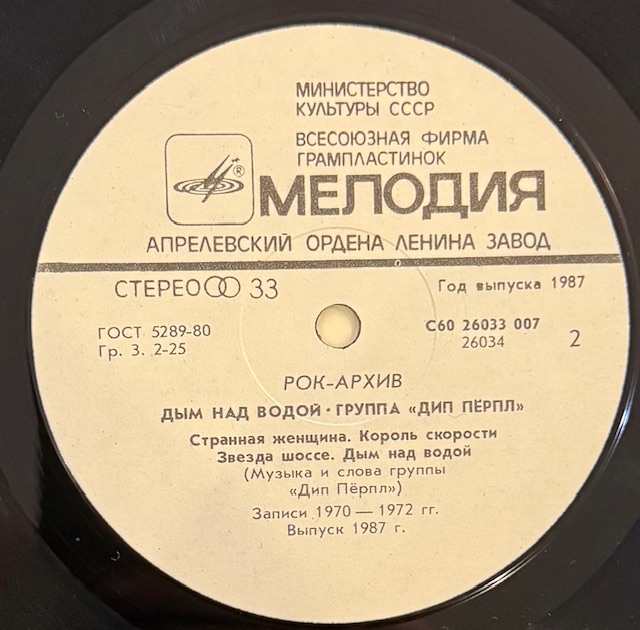 МИНИСТЕРСТВО
КУЛЬТУРЫ СССР
ВСЕСОЮЗНАЯ ФИРМА
ГРАМПЛАСТИНОК
®
МЕЛОДИЯ
АПРЕЛЕВСКИЙ ОРДЕНА ЛЕНИНА ЗАВОД
СТЕРЕО 33
Год выпуска 1987
ГОСТ 5289-80
Гр. 3. 2-25
С60 26033 007
26034
2
РОК-АРХИВ
ДЫМ НАД ВОДОЙ · ГРУППА «ДИП ПЁРПЛ»
Странная женщина. Король скорости
Звезда шоссе. Дым над водой
(Музыка и слова группы
«Дип Пёрпл»)
Записи 1970 — 1972 гг.
Выпуск 1987 г.